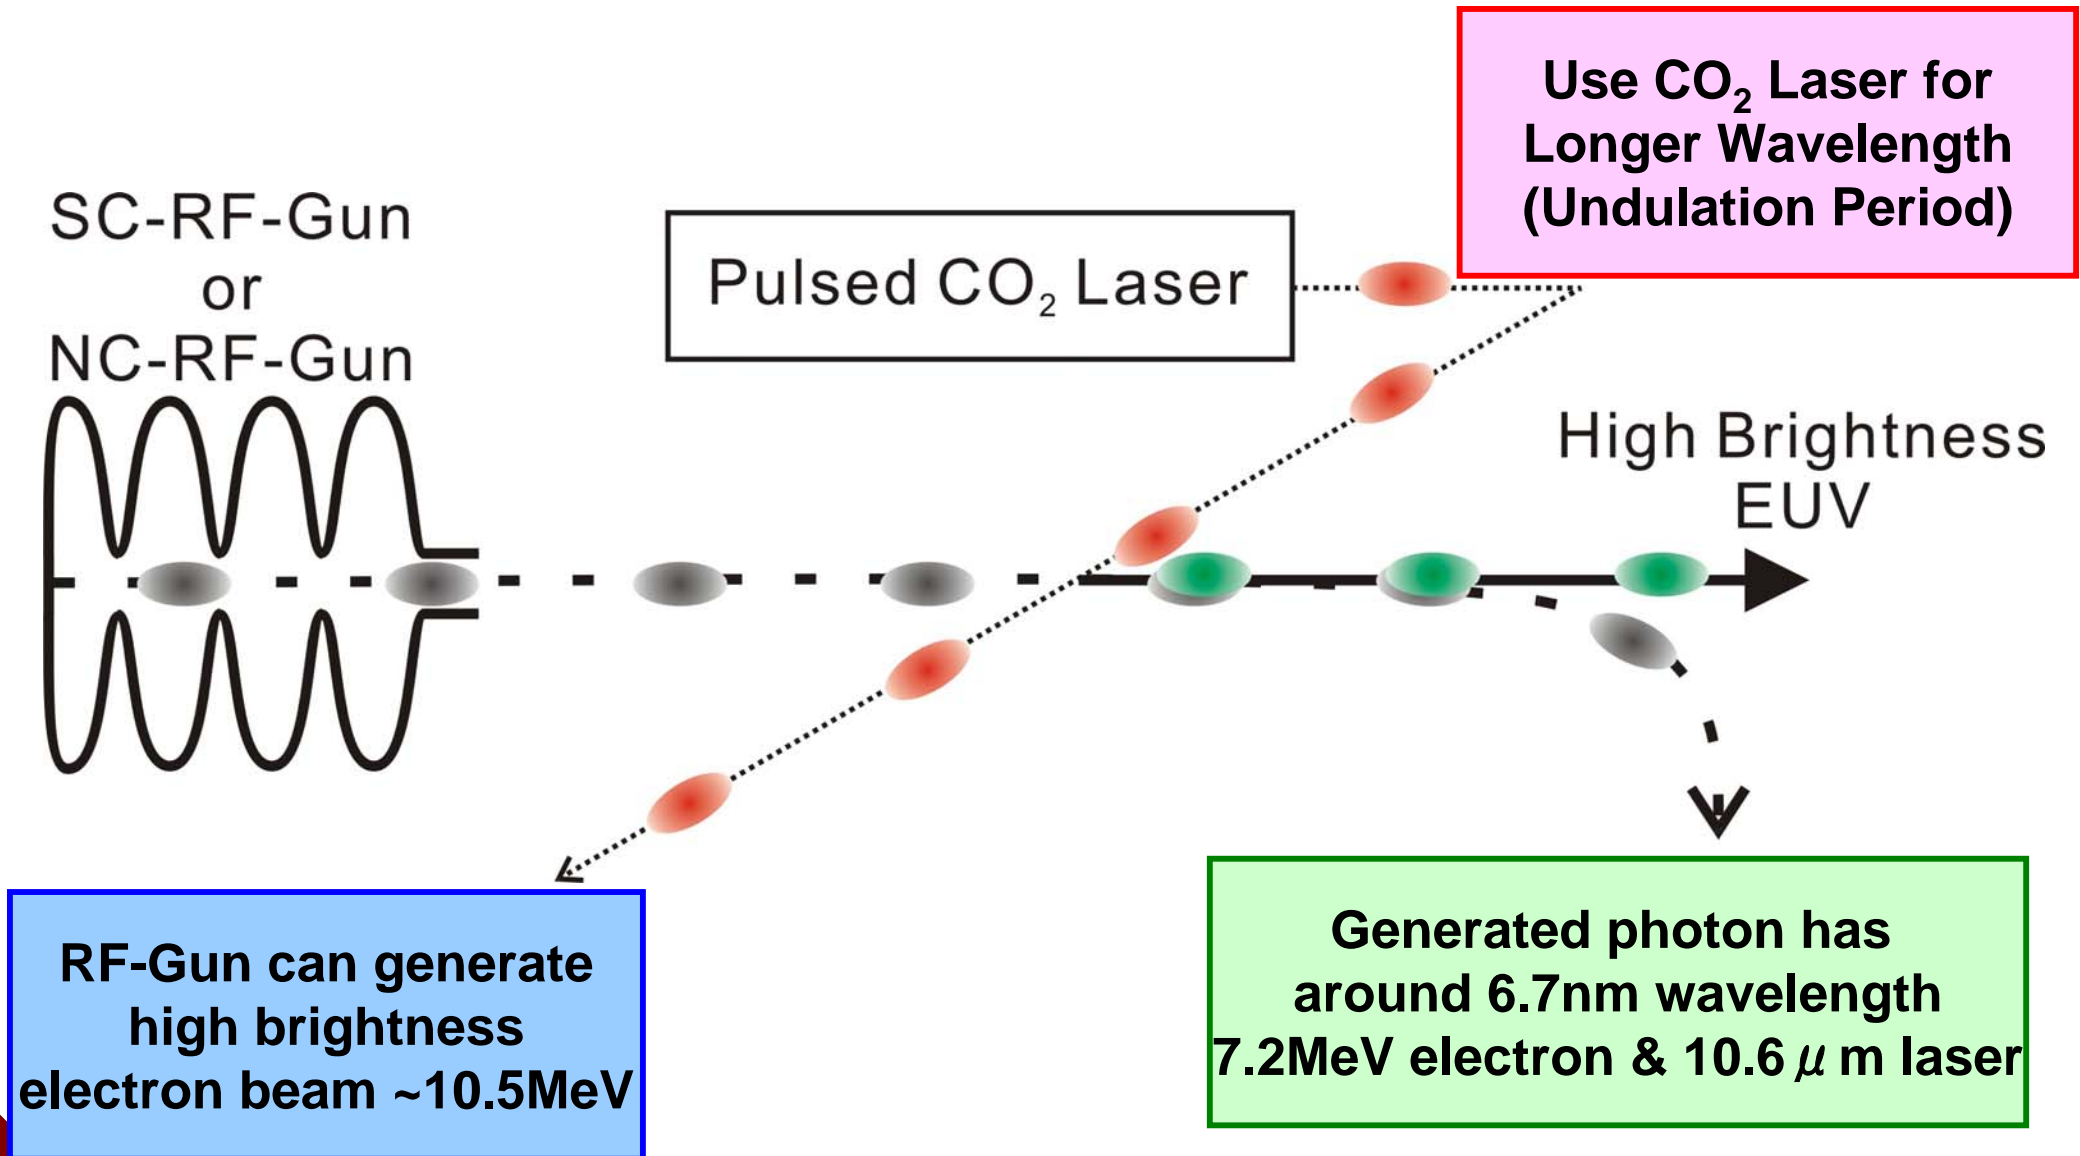 Use CO₂ Laser for
Longer Wavelength
(Undulation Period)
SC-RF-Gun
or
NC-RF-Gun
Pulsed CO₂ Laser
High Brightness
EUV
RF-Gun can generate
high brightness
electron beam ~10.5MeV
Generated photon has
around 6.7nm wavelength
7.2MeV electron & 10.6μm laser